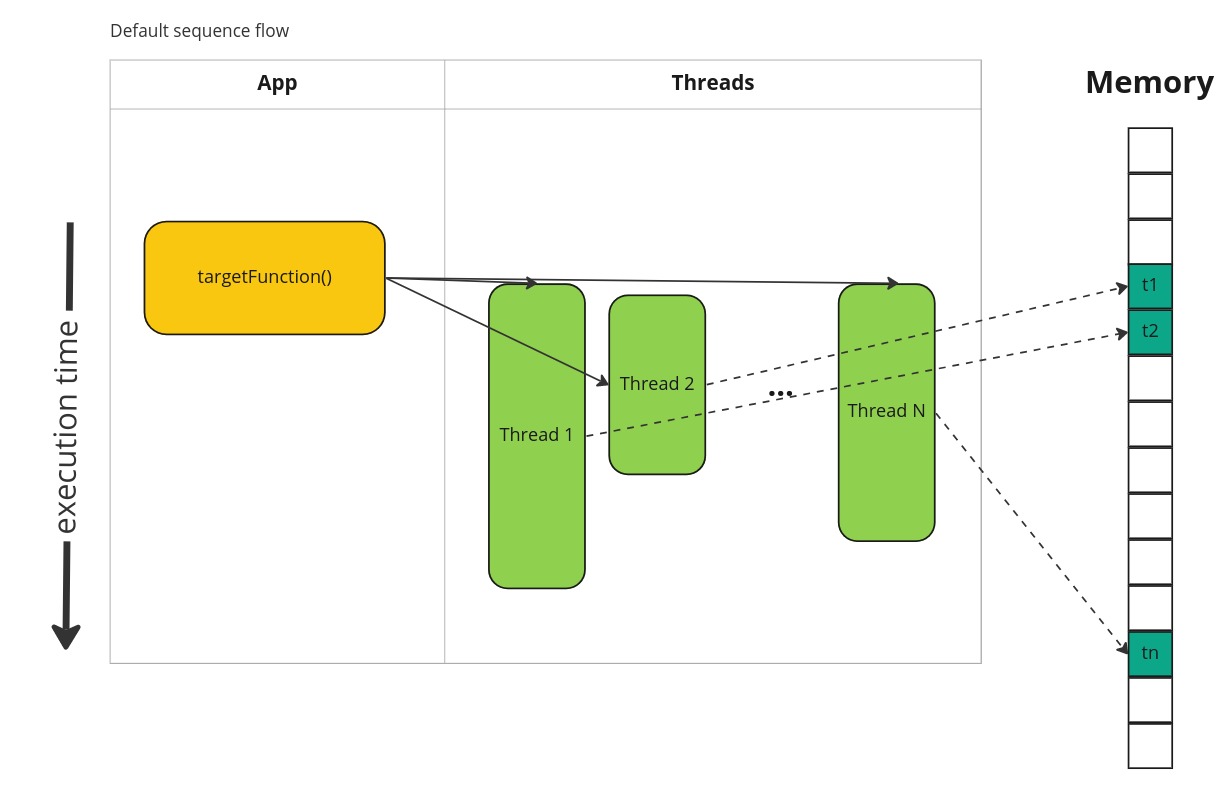 Default sequence flow
App
Threads
Memory
targetFunction()
execution time
Thread 1
Thread 2
...
Thread N
t1
t2
tn